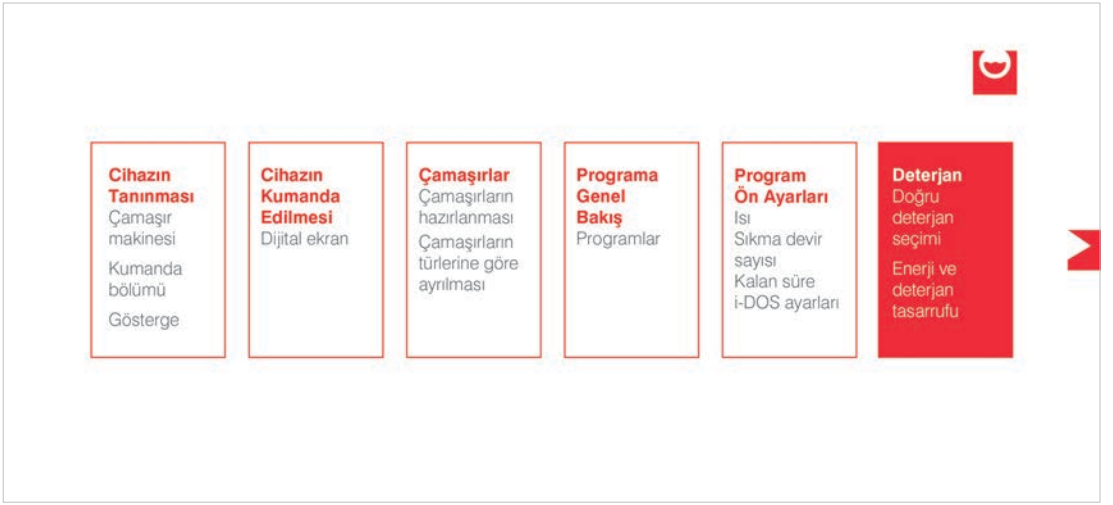 Cihazın
Tanınması
Çamaşır
makinesi
Kumanda
bölümü
Gösterge
Cihazın
Kumanda
Edilmesi
Dijital ekran
Çamaşırlar
Çamaşırların
hazırlanması
Çamaşırların
türlerine göre
ayrılması
Programa
Genel
Bakış
Programlar
Program
Ön Ayarları
Isı
Sıkma devir
sayısı
Kalan süre
i-DOS ayarları
Deterjan
Doğru
deterjan
seçimi
Enerji ve
deterjan
tasarrufu